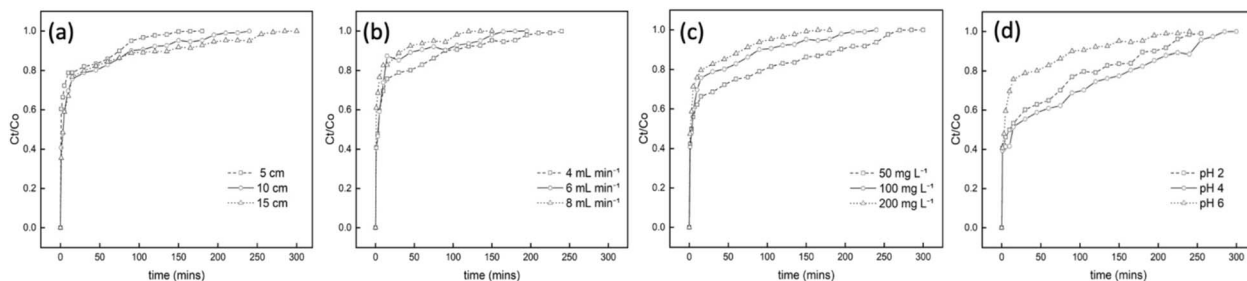 (a)
1.0
0.8
0.6
0.4
0.2
0.0
Ct/Co
5 cm
10 cm
15 cm
0 50 100 150 200 250 300
time (mins)
(b)
1.0
0.8
0.6
0.4
0.2
0.0
Ct/Co
4 mL min⁻¹
6 mL min⁻¹
8 mL min⁻¹
0 50 100 150 200 250 300
time (mins)
(c)
1.0
0.8
0.6
0.4
0.2
0.0
Ct/Co
50 mg L⁻¹
100 mg L⁻¹
200 mg L⁻¹
0 50 100 150 200 250 300
time (mins)
(d)
1.0
0.8
0.6
0.4
0.2
0.0
Ct/Co
pH 2
pH 4
pH 6
0 50 100 150 200 250 300
time (mins)